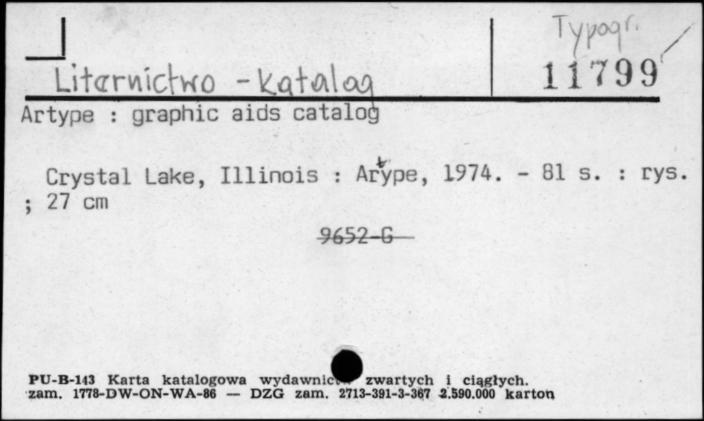 Typogr.
11799
Liternictwo - Katalog
Artype : graphic aids catalog
Crystal Lake, Illinois : Artype, 1974. - 81 s. : rys.
; 27 cm
9652-G
PU-B-143 Karta katalogowa zwartych i ciągłych.
zam. 1778-DW-ON-WA-86 — DZG zam. 2713-391-3-367 2.590.000 karton